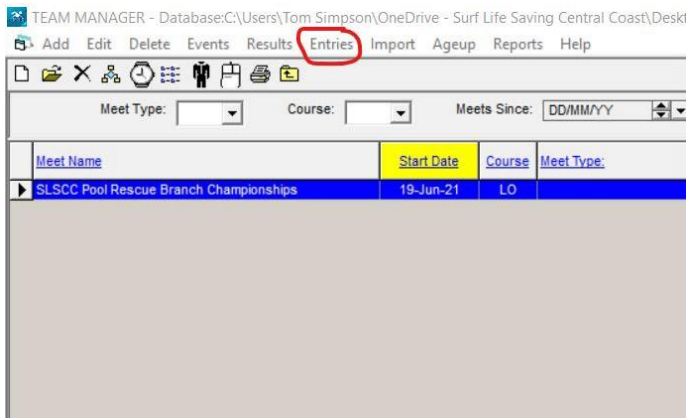 TEAM MANAGER - Database:C:\Users\Tom Simpson\OneDrive - Surf Life Saving Central Coast\Deskt
Add Edit Delete Events Results Entries Import Ageup Reports Help
Meet Type: Course: Meets Since: DD/MM/YY
Meet Name Start Date Course Meet Type:
SLSCC Pool Rescue Branch Championships 19-Jun-21 LO